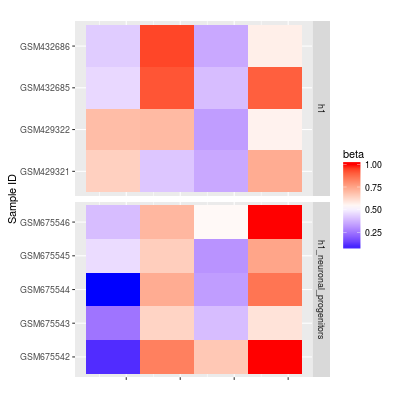 GSM432686
GSM432685
GSM429322
GSM429321
h1
GSM675546
GSM675545
GSM675544
GSM675543
GSM675542
h1_neuronal_progenitors
Sample ID
beta
1.00
0.75
0.50
0.25